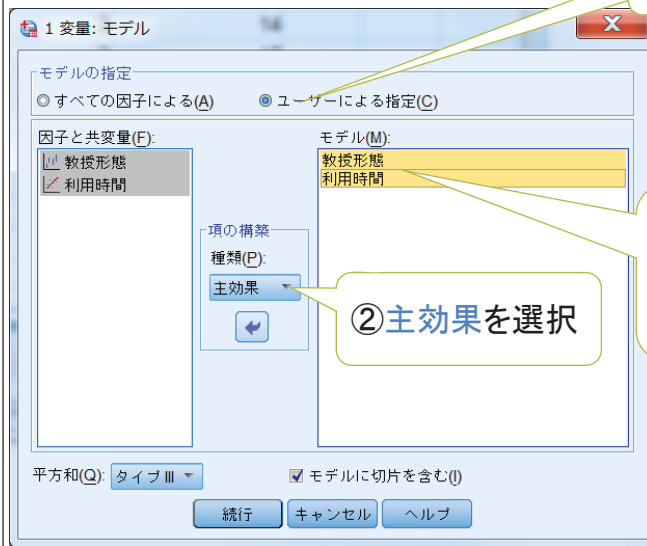 1 変量: モデル
14
モデルの指定
すべての因子による(A)
ユーザーによる指定(C)
因子と共変量(F):
教授形態
利用時間
項の構築
種類(P):
主効果
モデル(M):
教授形態
利用時間
②主効果を選択
平方和(Q): タイプⅢ
モデルに切片を含む(I)
続行
キャンセル
ヘルプ